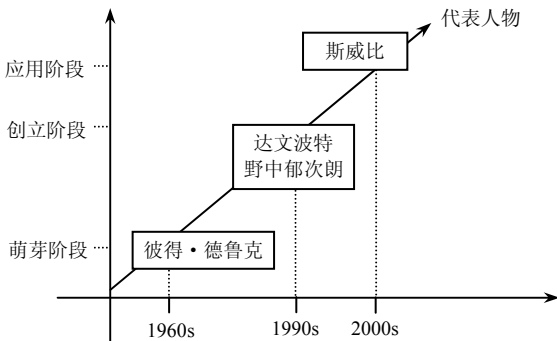 代表人物
斯威比
应用阶段
创立阶段
达文波特
野中郁次朗
萌芽阶段
彼得·德鲁克
1960s
1990s
2000s